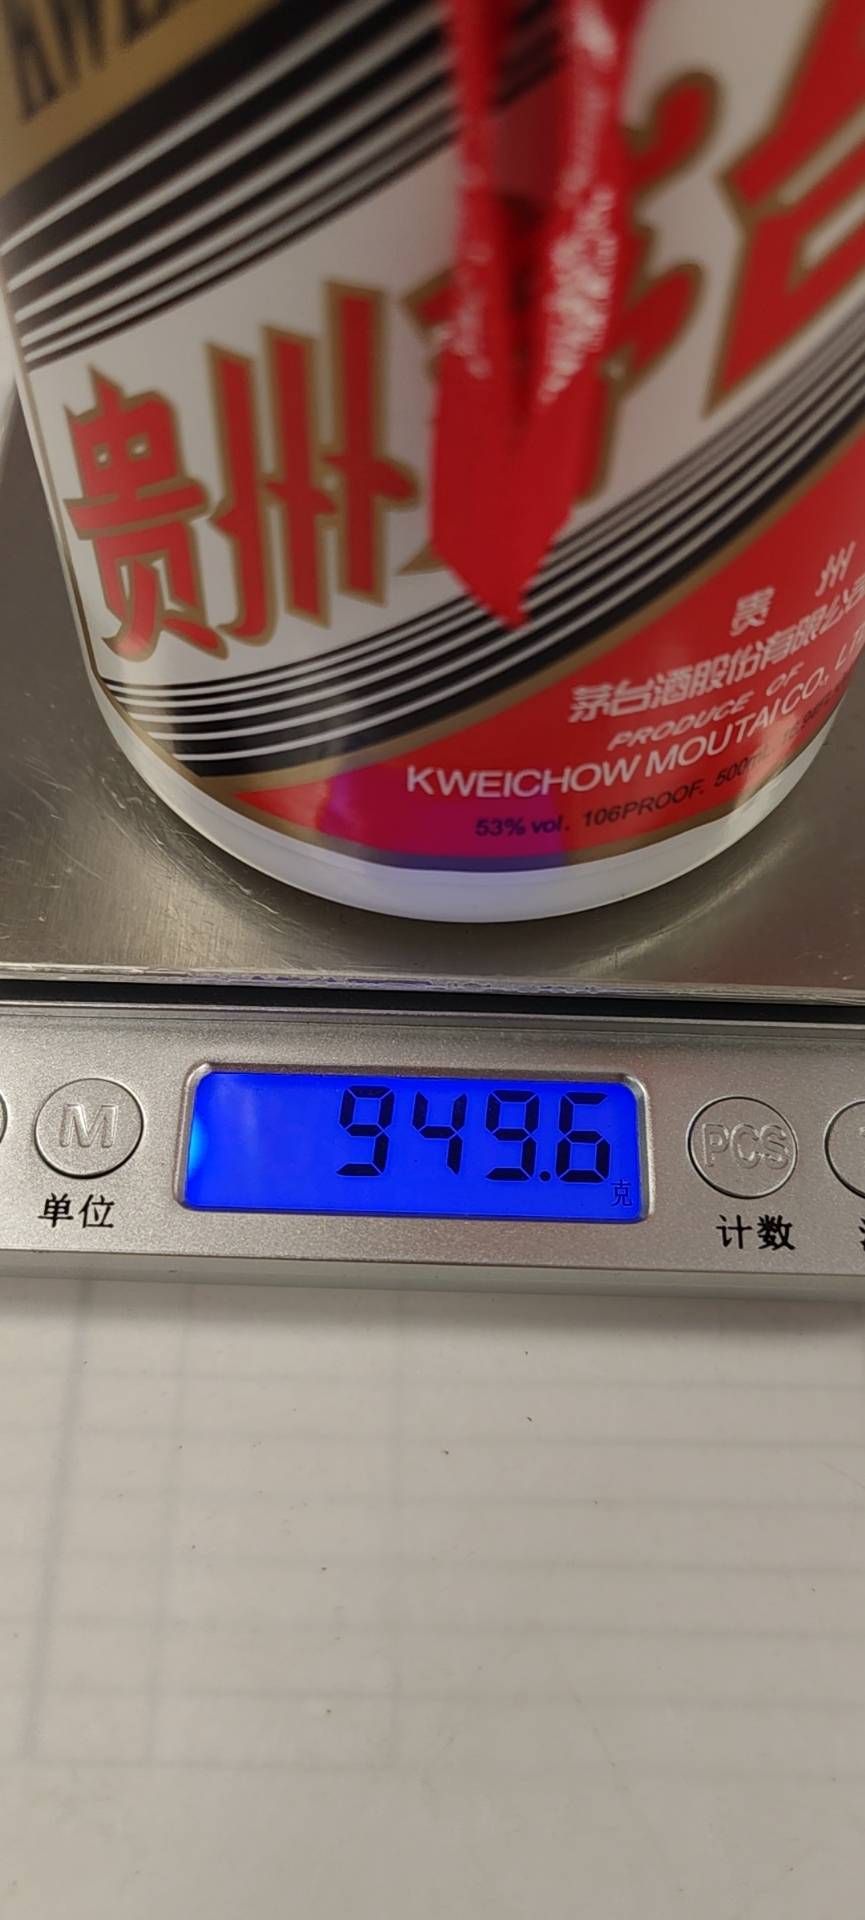 贵州
贵州
茅台酒股份有限公
PRODUCE OF
KWEICHOW MOUTAI CO.,
53% vol. 106PROOF. 500mL
949.6
克
M
单位
PCS
计数